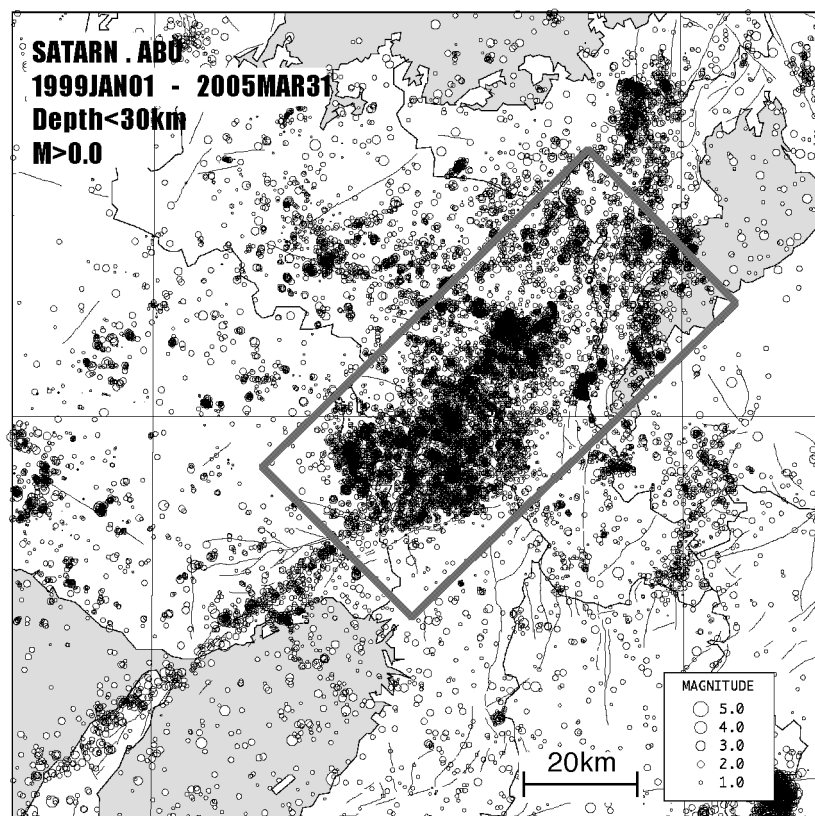 SATARN . ABU
1999JAN01 - 2005MAR31
Depth<30km
M>0.0
MAGNITUDE
5.0
4.0
3.0
2.0
1.0
20km